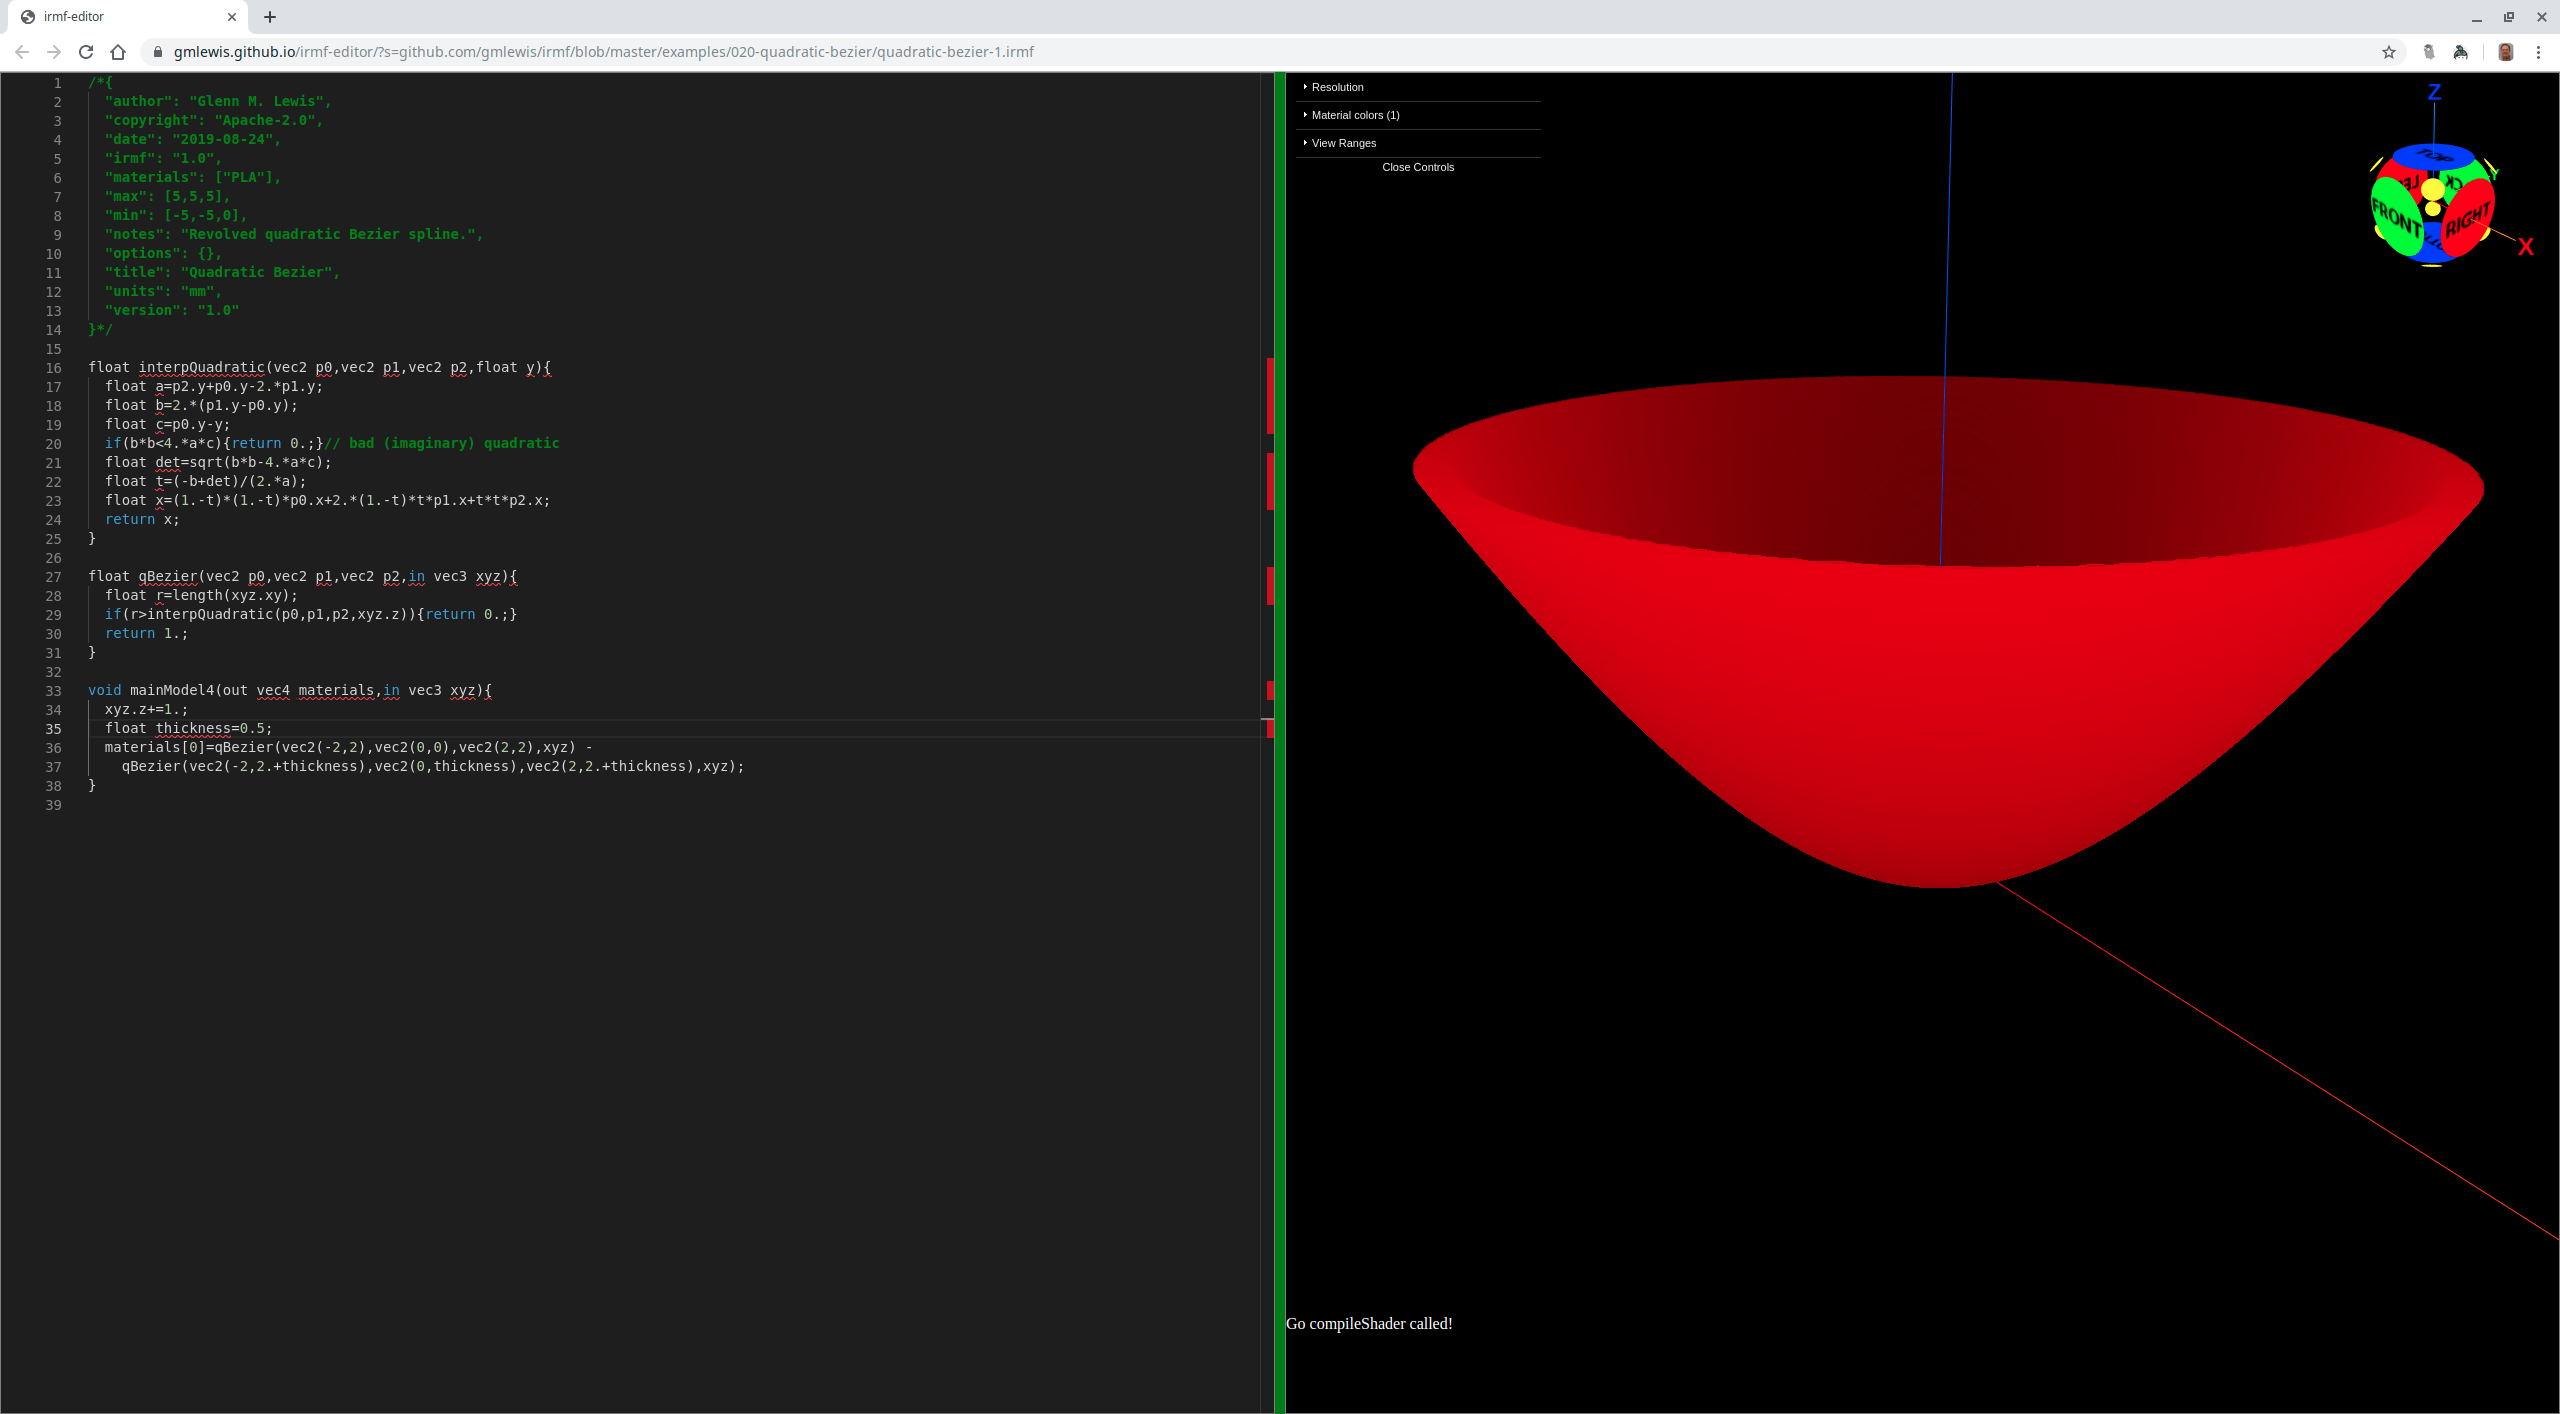 irmf-editor
gmlewis.github.io/irmf-editor/?s=github.com/gmlewis/irmf/blob/master/examples/020-quadratic-bezier/quadratic-bezier-1.irmf
1 /*{
2   "author": "Glenn M. Lewis",
3   "copyright": "Apache-2.0",
4   "date": "2019-08-24",
5   "irmf": "1.0",
6   "materials": ["PLA"],
7   "max": [5,5,5],
8   "min": [-5,-5,0],
9   "notes": "Revolved quadratic Bezier spline.",
10   "options": {},
11   "title": "Quadratic Bezier",
12   "units": "mm",
13   "version": "1.0"
14 }*/
15
16 float interpQuadratic(vec2 p0,vec2 p1,vec2 p2,float y){
17   float a=p2.y+p0.y-2.*p1.y;
18   float b=2.*(p1.y-p0.y);
19   float c=p0.y-y;
20   if(b*b<4.*a*c){return 0.;}// bad (imaginary) quadratic
21   float det=sqrt(b*b-4.*a*c);
22   float t=(-b+det)/(2.*a);
23   float x=(1.-t)*(1.-t)*p0.x+2.*(1.-t)*t*p1.x+t*t*p2.x;
24   return x;
25 }
26
27 float qBezier(vec2 p0,vec2 p1,vec2 p2,in vec3 xyz){
28   float r=length(xyz.xy);
29   if(r>interpQuadratic(p0,p1,p2,xyz.z)){return 0.;}
30   return 1.;
31 }
32
33 void mainModel4(out vec4 materials,in vec3 xyz){
34   xyz.z+=1.;
35   float thickness=0.5;
36   materials[0]=qBezier(vec2(-2,2),vec2(0,0),vec2(2,2),xyz) -
37     qBezier(vec2(-2,2.+thickness),vec2(0,thickness),vec2(2,2.+thickness),xyz);
38 }
39
Resolution
Material colors (1)
View Ranges
Close Controls
Z
TOP
Y
FRONT
RIGHT
X
Go compileShader called!